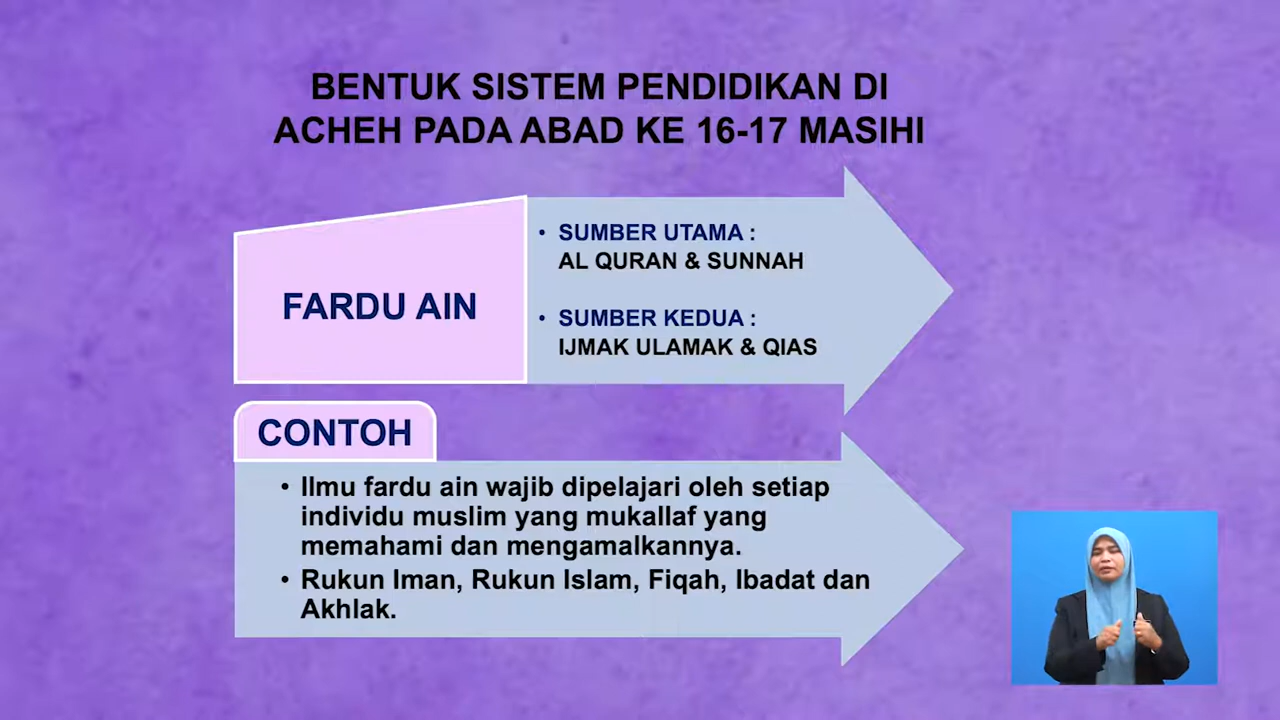 BENTUK SISTEM PENDIDIKAN DI
ACHEH PADA ABAD KE 16-17 MASIHI
FARDU AIN
• SUMBER UTAMA :
AL QURAN & SUNNAH
• SUMBER KEDUA :
IJMAK ULAMAK & QIAS
CONTOH
• Ilmu fardu ain wajib dipelajari oleh setiap
individu muslim yang mukallaf yang
memahami dan mengamalkannya.
• Rukun Iman, Rukun Islam, Fiqah, Ibadat dan
Akhlak.